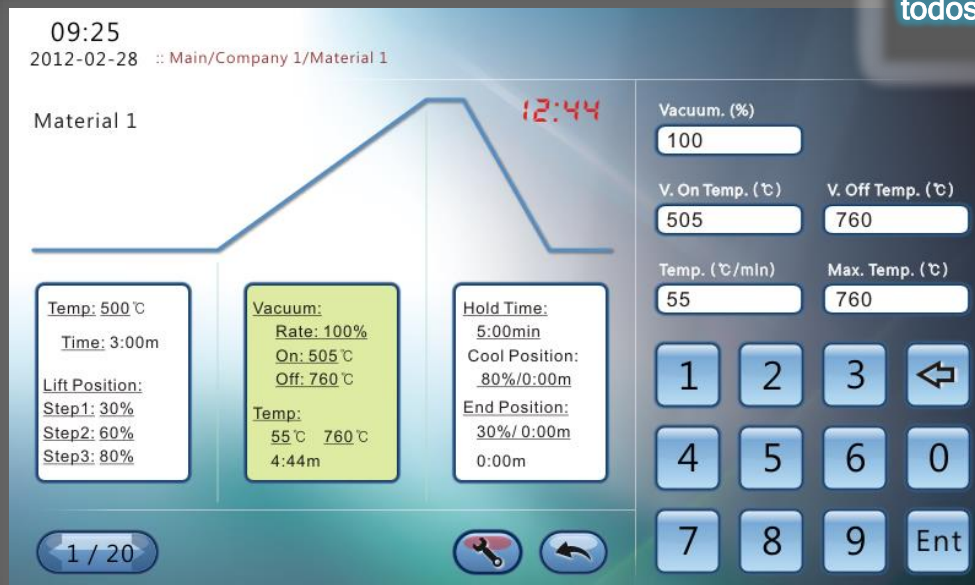 todos
09:25
2012-02-28 :: Main/Company 1/Material 1
Material 1
12:44
Temp: 500℃
Time: 3:00m
Lift Position:
Step1: 30%
Step2: 60%
Step3: 80%
Vacuum:
Rate: 100%
On: 505℃
Off: 760℃
Temp:
55℃ 760℃
4:44m
Hold Time:
5:00min
Cool Position:
80%/0:00m
End Position:
30%/ 0:00m
0:00m
1 / 20
Vacuum. (%)
100
V. On Temp. (℃) V. Off Temp. (℃)
505 760
Temp. (℃/min) Max. Temp. (℃)
55 760
1 2 3
4 5 6 0
7 8 9 Ent